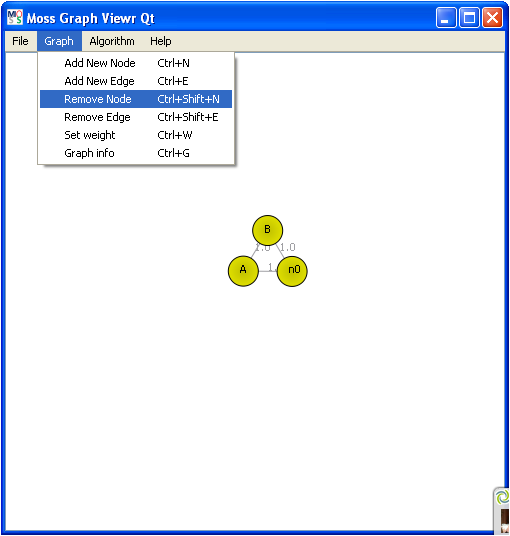 Moss Graph Viewr Qt
File Graph Algorithm Help
Add New Node Ctrl+N
Add New Edge Ctrl+E
Remove Node Ctrl+Shift+N
Remove Edge Ctrl+Shift+E
Set weight Ctrl+W
Graph info Ctrl+G
B
1.0 1.0
A 1. n0